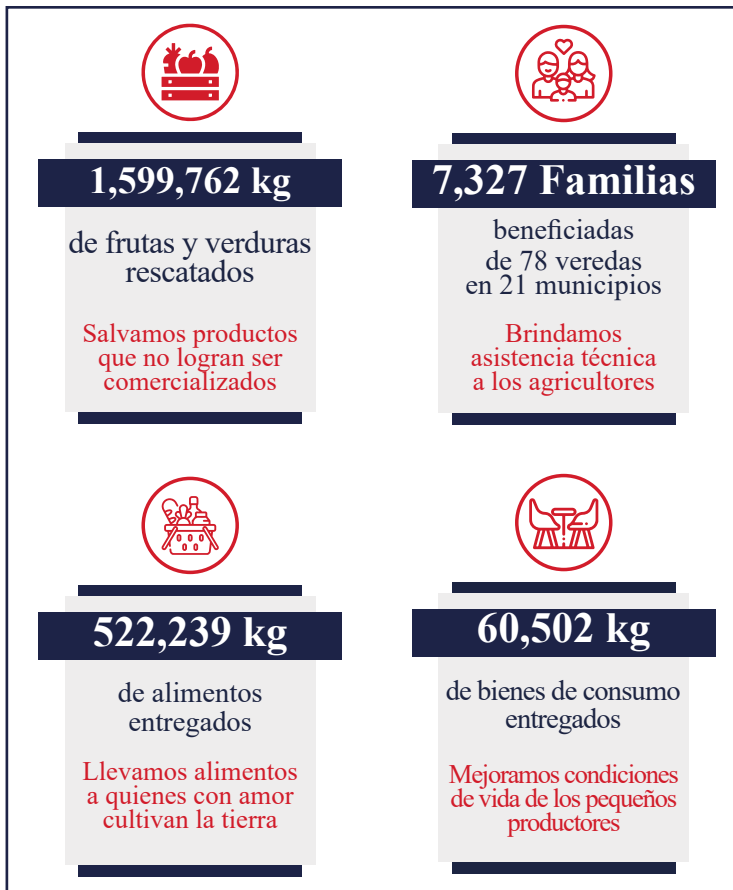 1,599,762 kg
de frutas y verduras
rescatados
Salvamos productos
que no logran ser
comercializados
7,327 Familias
beneficiadas
de 78 veredas
en 21 municipios
Brindamos
asistencia técnica
a los agricultores
522,239 kg
de alimentos
entregados
Llevamos alimentos
a quienes con amor
cultivan la tierra
60,502 kg
de bienes de consumo
entregados
Mejoramos condiciones
de vida de los pequeños
productores